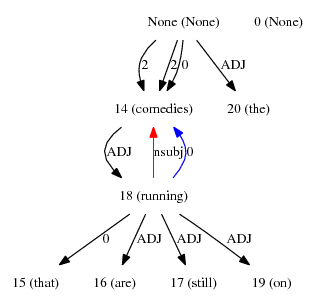 None (None) 0 (None)
2 2 0 ADJ
14 (comedies) 20 (the)
ADJ nsubj 0
18 (running)
0 ADJ ADJ ADJ
15 (that) 16 (are) 17 (still) 19 (on)